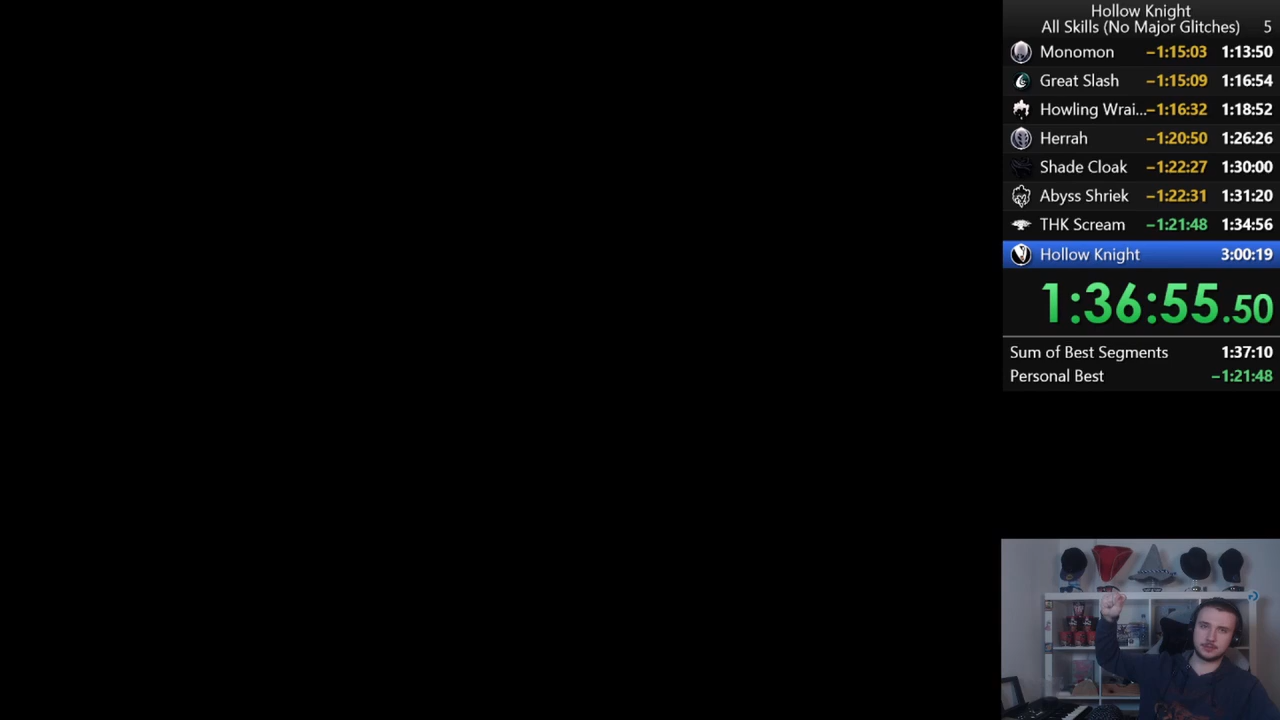 Hollow Knight
All Skills (No Major Glitches) 5
Monomon −1:15:03 1:13:50
Great Slash −1:15:09 1:16:54
Howling Wrai... −1:16:32 1:18:52
Herrah −1:20:50 1:26:26
Shade Cloak −1:22:27 1:30:00
Abyss Shriek −1:22:31 1:31:20
THK Scream −1:21:48 1:34:56
Hollow Knight 3:00:19
1:36:55.50
Sum of Best Segments 1:37:10
Personal Best −1:21:48